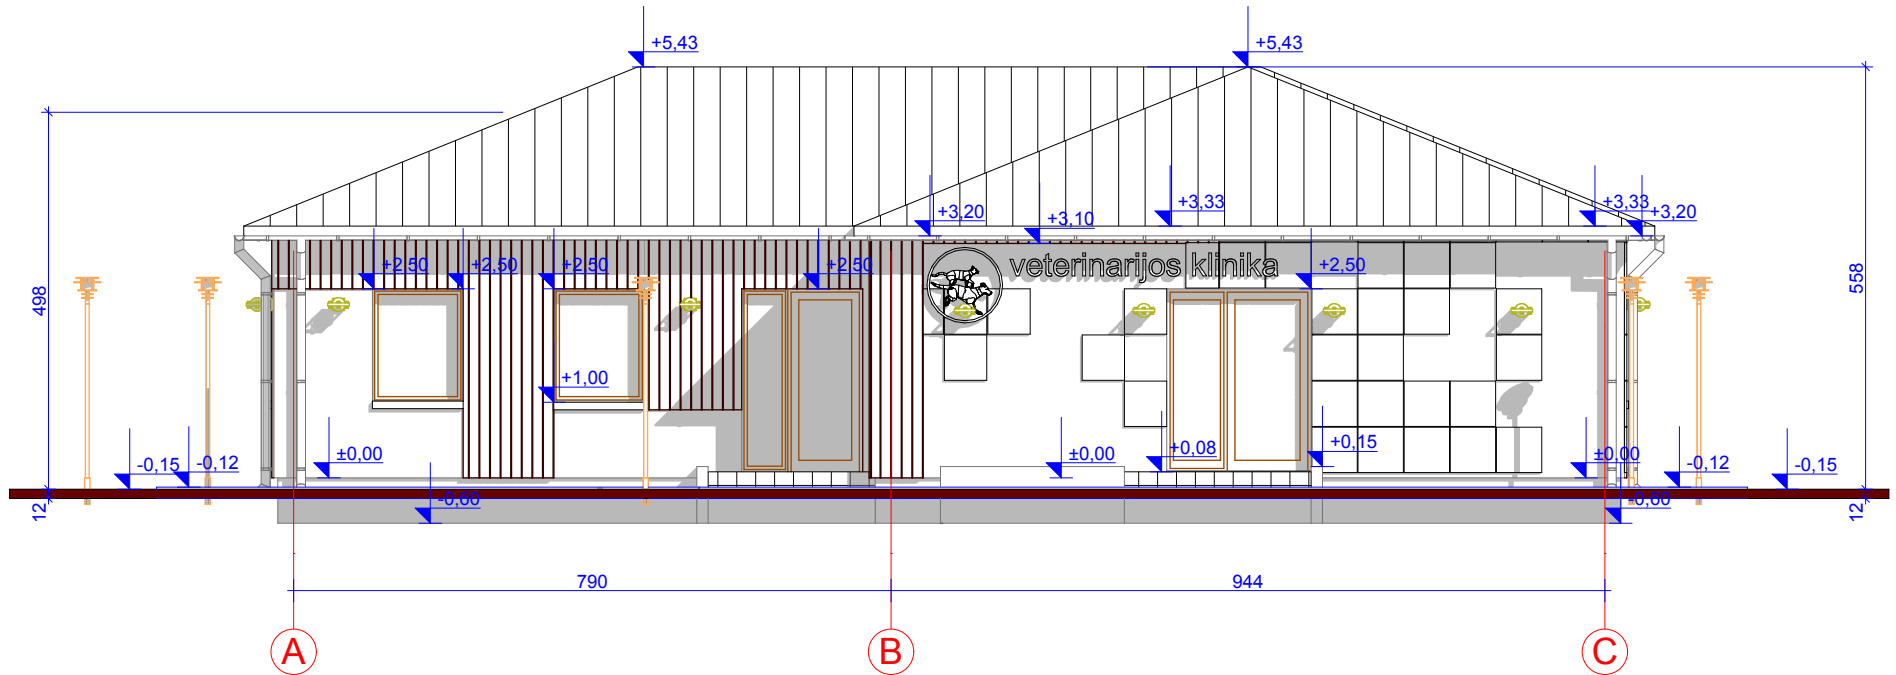 +5,43 +5,43
+3,20 +3,10 +3,33 +3,33 +3,20
+2,50 +2,50 +2,50 +2,50 veterinarijos klinika +2,50
498 558
+1,00
-0,15 -0,12 ±0,00 ±0,00 +0,08 +0,15 ±0,00 -0,12 -0,15
12 -0,60 -0,60 12
790 944
A B C